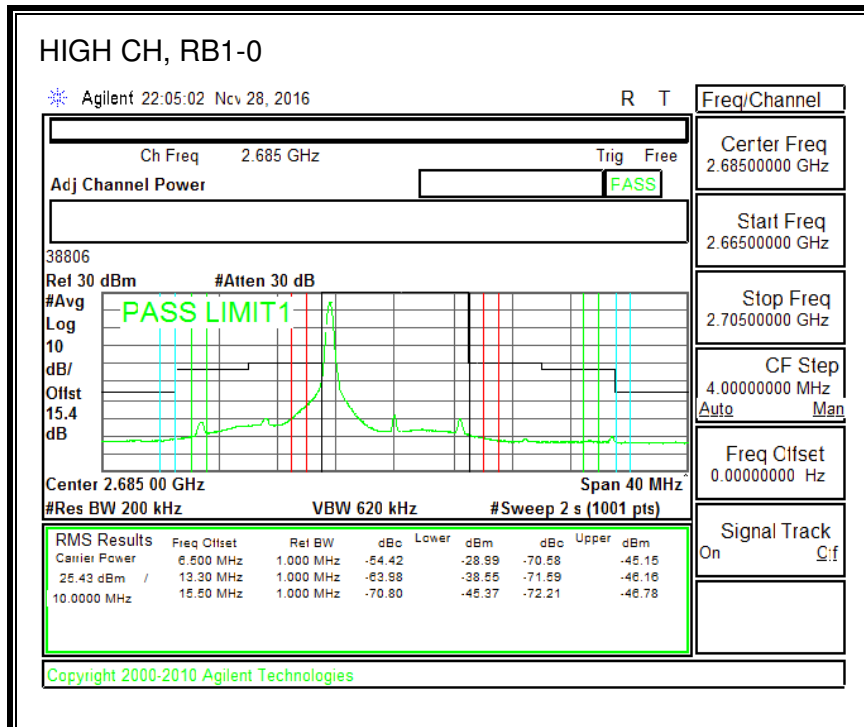 HIGH CH, RB1-0
Agilent 22:05:02 Nov 28, 2016 R T
Freq/Channel
Ch Freq 2.685 GHz Trig Free
Adj Channel Power PASS
Center Freq
2.68500000 GHz
Start Freq
2.66500000 GHz
38806
Ref 30 dBm #Atten 30 dB
#Avg
Log
10
dB/
Offst
15.4
dB
PASS LIMIT1
Stop Freq
2.70500000 GHz
CF Step
4.00000000 MHz
Auto Man
Freq Offset
0.00000000 Hz
Center 2.685 00 GHz Span 40 MHz
#Res BW 200 kHz VBW 620 kHz #Sweep 2 s (1001 pts)
Signal Track
On Off
RMS Results Freq Offset Ref BW dBc Lower dBm dBc Upper dBm
Carrier Power 6.500 MHz 1.000 MHz -54.42 -28.99 -70.58 -45.15
25.43 dBm / 13.30 MHz 1.000 MHz -63.98 -38.55 -71.59 -46.16
10.0000 MHz 15.50 MHz 1.000 MHz -70.80 -45.37 -72.21 -46.78
Copyright 2000-2010 Agilent Technologies